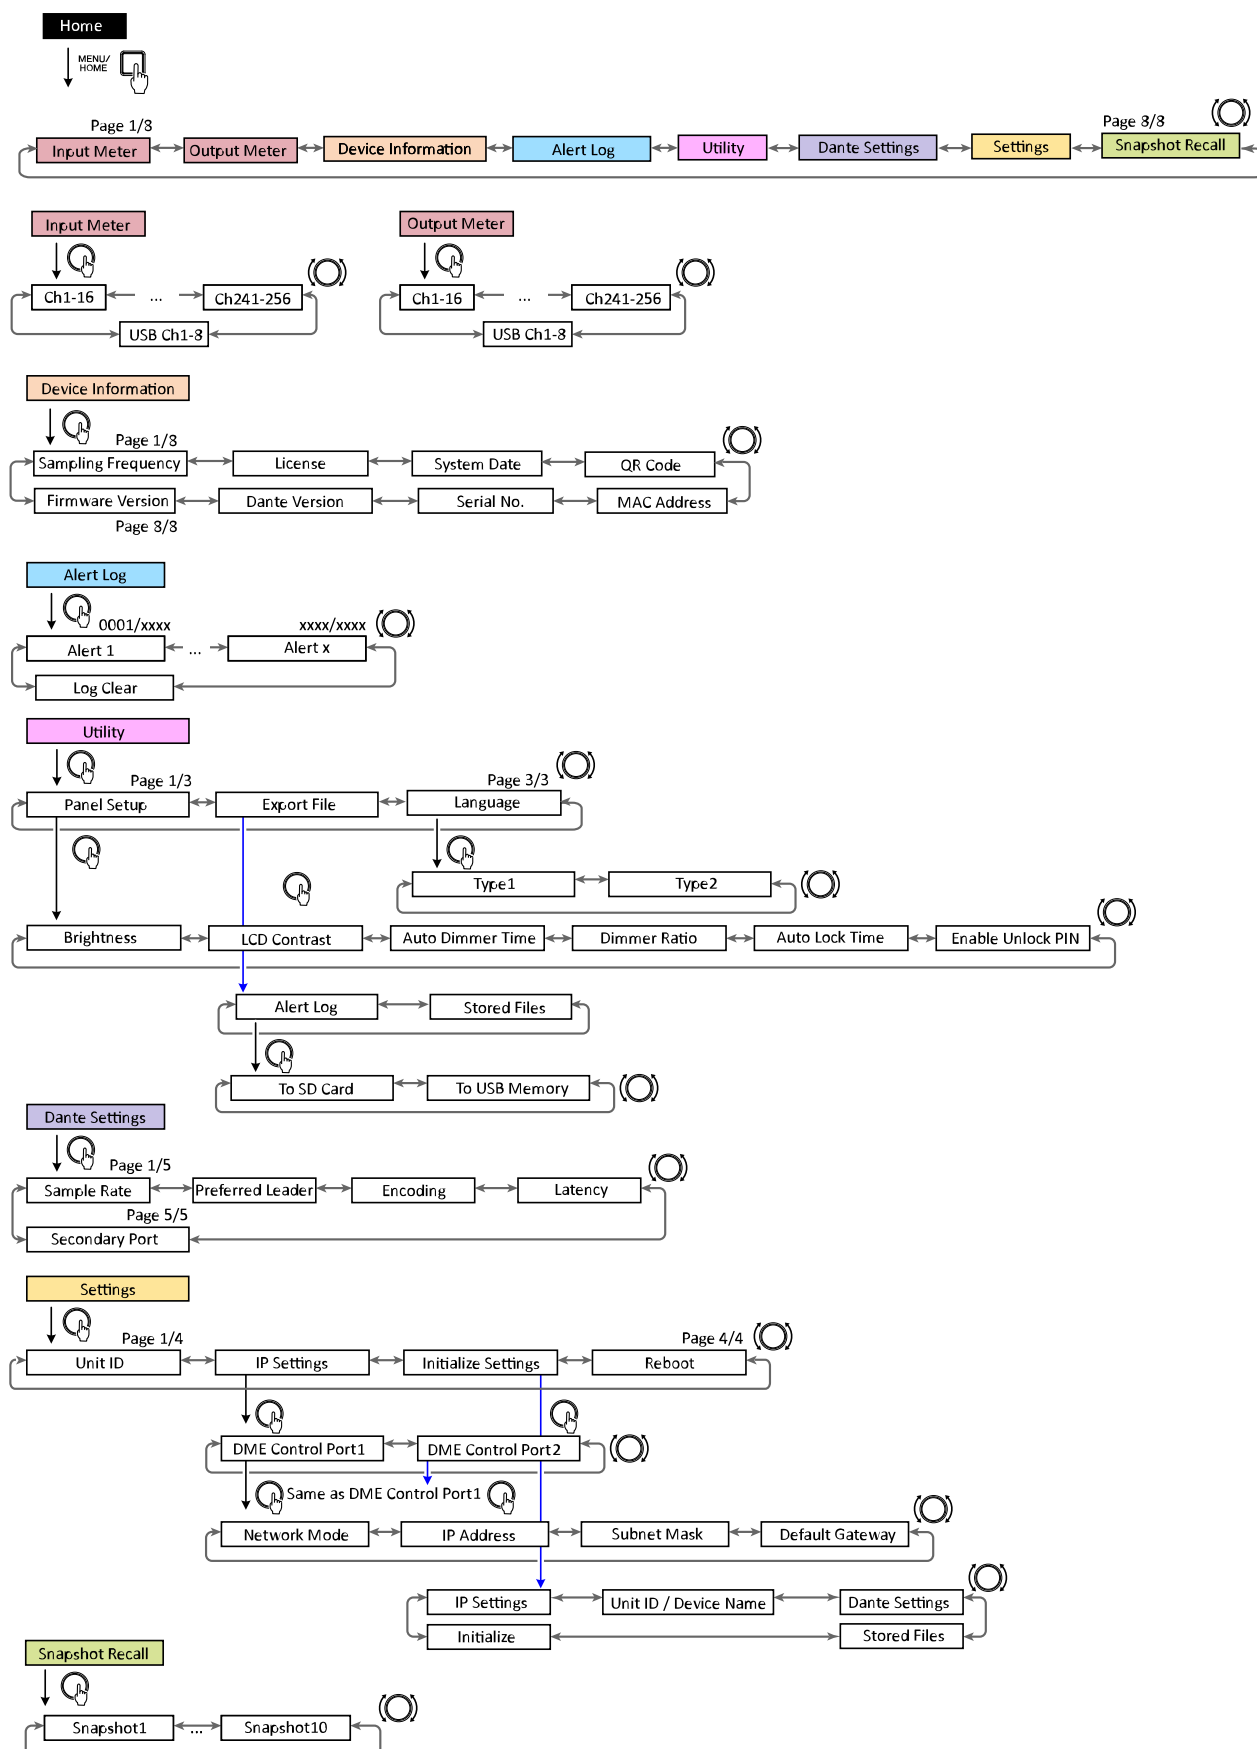 Home
MENU/
HOME
Page 1/8
Page 8/8
Input Meter
Output Meter
Device Information
Alert Log
Utility
Dante Settings
Settings
Snapshot Recall
Input Meter
Output Meter
Ch1-16
...
Ch241-256
USB Ch1-8
Ch1-16
...
Ch241-256
USB Ch1-8
Device Information
Page 1/8
Sampling Frequency
License
System Date
QR Code
Firmware Version
Dante Version
Serial No.
MAC Address
Page 8/8
Alert Log
0001/xxxx
xxxx/xxxx
Alert 1
...
Alert x
Log Clear
Utility
Page 1/3
Page 3/3
Panel Setup
Export File
Language
Type1
Type2
Brightness
LCD Contrast
Auto Dimmer Time
Dimmer Ratio
Auto Lock Time
Enable Unlock PIN
Alert Log
Stored Files
To SD Card
To USB Memory
Dante Settings
Page 1/5
Sample Rate
Preferred Leader
Encoding
Latency
Page 5/5
Secondary Port
Settings
Page 1/4
Page 4/4
Unit ID
IP Settings
Initialize Settings
Reboot
DME Control Port1
DME Control Port2
Same as DME Control Port1
Network Mode
IP Address
Subnet Mask
Default Gateway
IP Settings
Unit ID / Device Name
Dante Settings
Initialize
Stored Files
Snapshot Recall
Snapshot1
...
Snapshot10